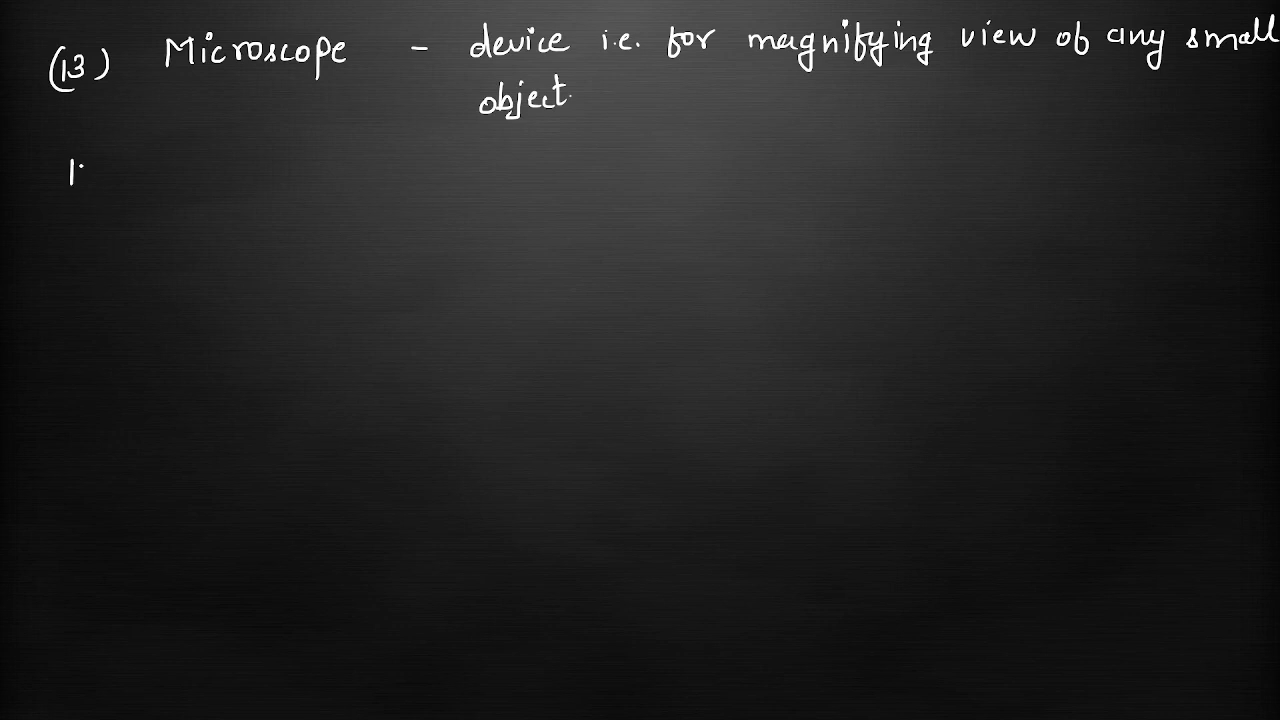 (13) Microscope - device i.e. for magnifying view of any small
object.
1.